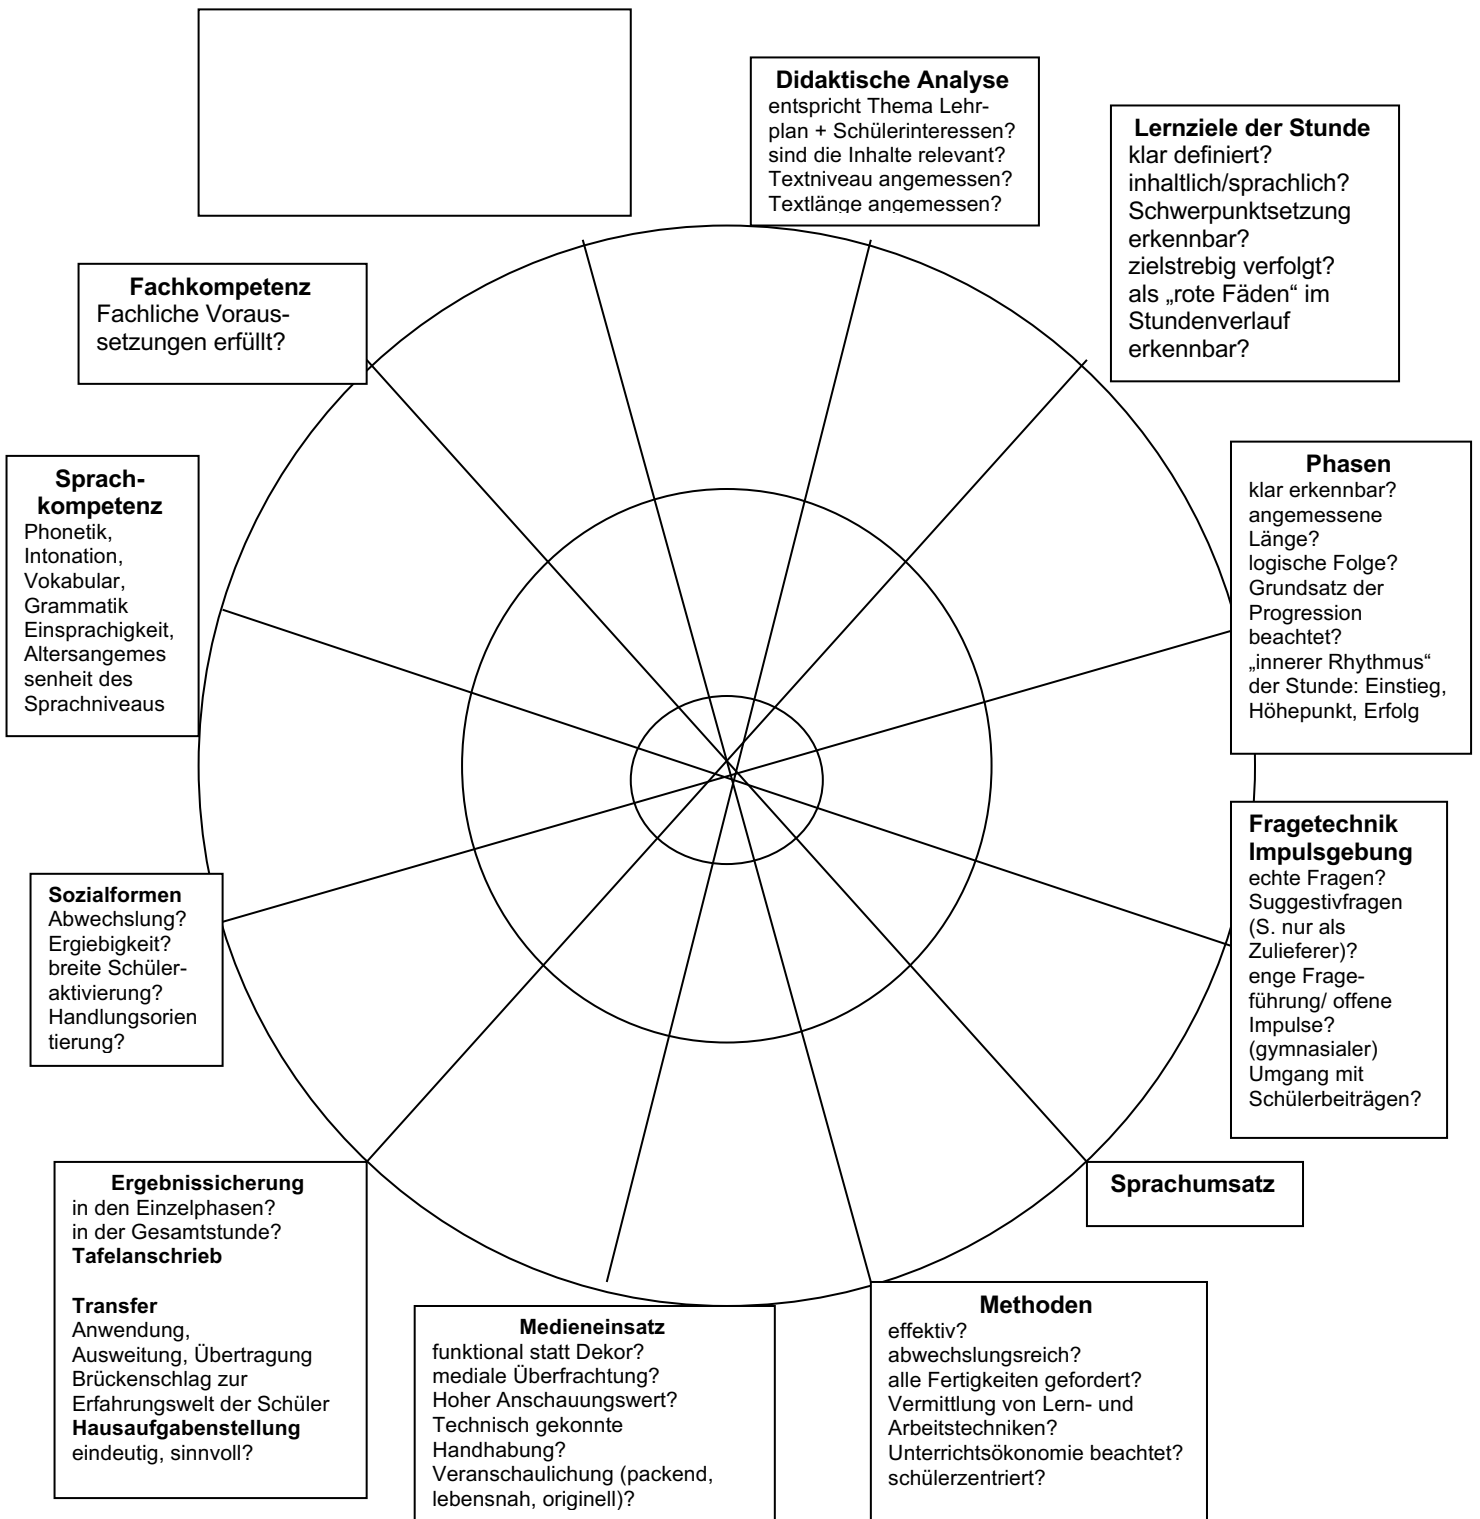 Didaktische Analyse
entspricht Thema Lehr-
plan + Schülerinteressen?
sind die Inhalte relevant?
Textniveau angemessen?
Textlänge angemessen?
Lernziele der Stunde
klar definiert?
inhaltlich/sprachlich?
Schwerpunktsetzung
erkennbar?
zielstrebig verfolgt?
als „rote Fäden“ im
Stundenverlauf
erkennbar?
Fachkompetenz
Fachliche Voraus-
setzungen erfüllt?
Sprach-
kompetenz
Phonetik,
Intonation,
Vokabular,
Grammatik
Einsprachigkeit,
Altersangemes
senheit des
Sprachniveaus
Phasen
klar erkennbar?
angemessene
Länge?
logische Folge?
Grundsatz der
Progression
beachtet?
„innerer Rhythmus“
der Stunde: Einstieg,
Höhepunkt, Erfolg
Fragetechnik
Impulsgebung
echte Fragen?
Suggestivfragen
(S. nur als
Zulieferer)?
enge Frage-
führung/ offene
Impulse?
(gymnasialer)
Umgang mit
Schülerbeiträgen?
Sozialformen
Abwechslung?
Ergiebigkeit?
breite Schüler-
aktivierung?
Handlungsorien
tierung?
Sprachumsatz
Ergebnissicherung
in den Einzelphasen?
in der Gesamtstunde?
Tafelanschrieb
Transfer
Anwendung,
Ausweitung, Übertragung
Brückenschlag zur
Erfahrungswelt der Schüler
Hausaufgabenstellung
eindeutig, sinnvoll?
Medieneinsatz
funktional statt Dekor?
mediale Überfrachtung?
Hoher Anschauungswert?
Technisch gekonnte
Handhabung?
Veranschaulichung (packend,
lebensnah, originell)?
Methoden
effektiv?
abwechslungsreich?
alle Fertigkeiten gefordert?
Vermittlung von Lern- und
Arbeitstechniken?
Unterrichtsökonomie beachtet?
schülerzentriert?